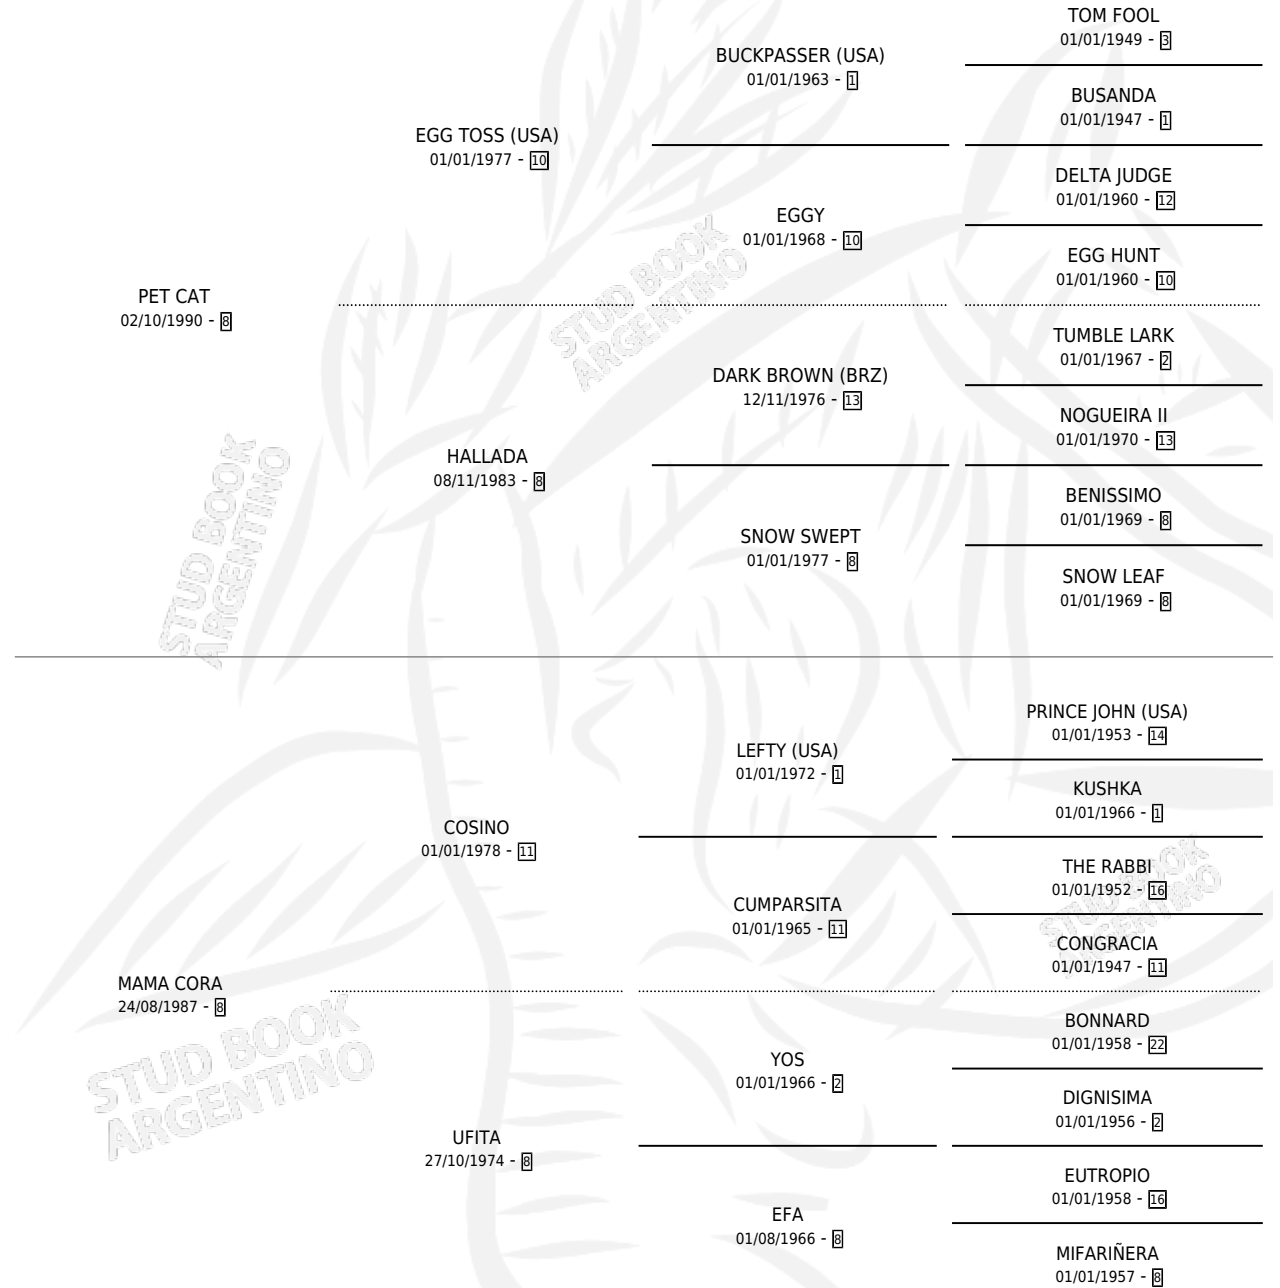 TOM FOOL
01/01/1949 - 3
BUCKPASSER (USA)
01/01/1963 - 1
BUSANDA
01/01/1947 - 1
EGG TOSS (USA)
01/01/1977 - 10
DELTA JUDGE
01/01/1960 - 12
EGGY
01/01/1968 - 10
EGG HUNT
01/01/1960 - 10
PET CAT
02/10/1990 - 8
STUD BOOK
ARGENTINO
TUMBLE LARK
01/01/1967 - 2
DARK BROWN (BRZ)
12/11/1976 - 13
NOGUEIRA II
01/01/1970 - 13
HALLADA
08/11/1983 - 8
BENISSIMO
01/01/1969 - 8
SNOW SWEPT
01/01/1977 - 8
SNOW LEAF
01/01/1969 - 8
STUD BOOK
ARGENTINO
PRINCE JOHN (USA)
01/01/1953 - 14
LEFTY (USA)
01/01/1972 - 1
KUSHKA
01/01/1966 - 1
COSINO
01/01/1978 - 11
THE RABBI
01/01/1952 - 16
CUMPARSITA
01/01/1965 - 11
CONGRACIA
01/01/1947 - 11
STUD BOOK
ARGENTINO
MAMA CORA
24/08/1987 - 8
BONNARD
01/01/1958 - 22
YOS
01/01/1966 - 2
DIGNISIMA
01/01/1956 - 2
STUD BOOK
ARGENTINO
UFITA
27/10/1974 - 8
EUTROPIO
01/01/1958 - 16
EFA
01/08/1966 - 8
MIFARIÑERA
01/01/1957 - 8